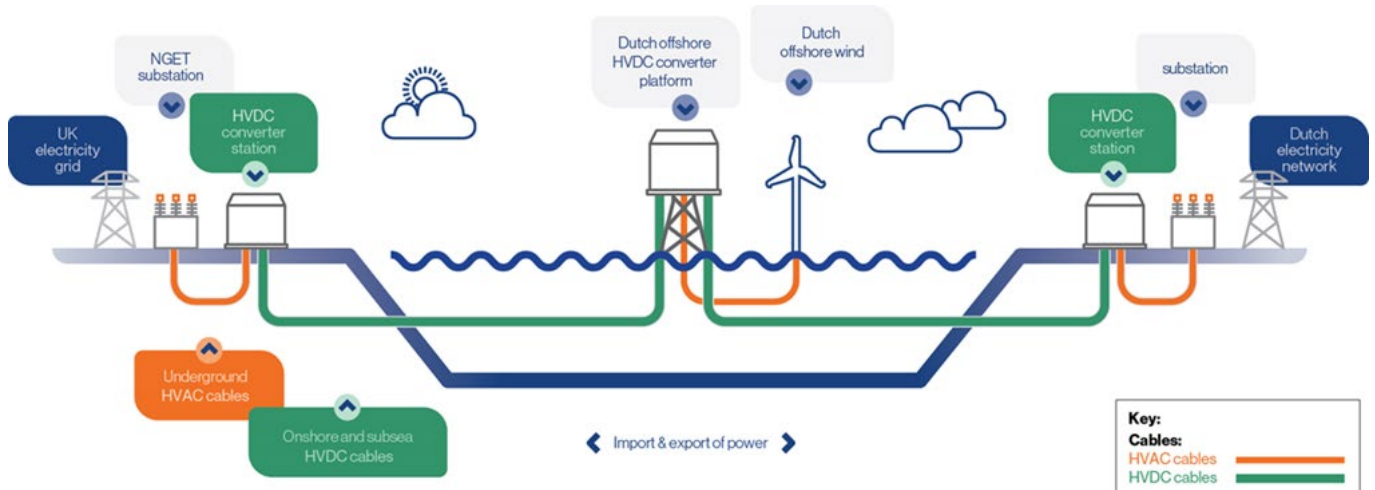 NGET
substation
Dutch offshore
HVDC converter
platform
Dutch
offshore wind
substation
UK
electricity
grid
HVDC
converter
station
HVDC
converter
station
Dutch
electricity
network
Underground
HVAC cables
Onshore and subsea
HVDC cables
Import & export of power
Key:
Cables:
HVAC cables
HVDC cables